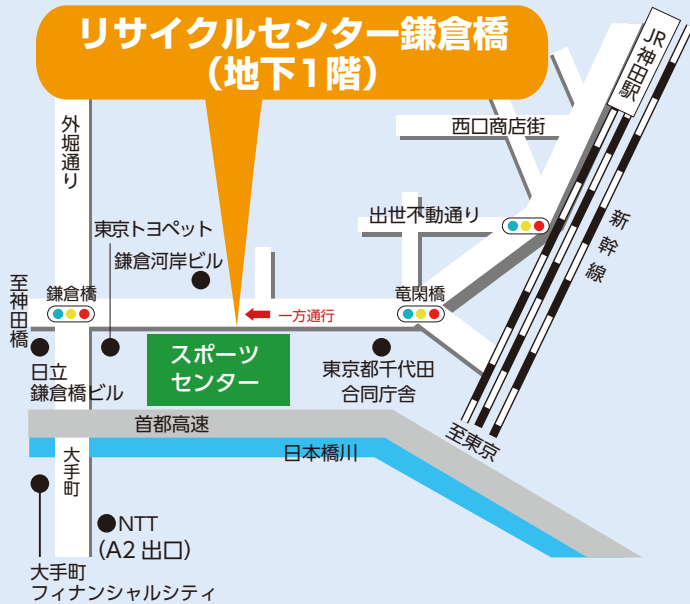 リサイクルセンター鎌倉橋
（地下1階）
JR
神田駅
西口商店街
外堀通り
出世不動通り
新幹線
東京トヨペット
鎌倉河岸ビル
至神田橋
鎌倉橋
一方通行
竜閑橋
スポーツ
センター
日立
鎌倉橋ビル
東京都千代田
合同庁舎
首都高速
至東京
日本橋川
大手町
NTT
（A2 出口）
大手町
フィナンシャルシティ